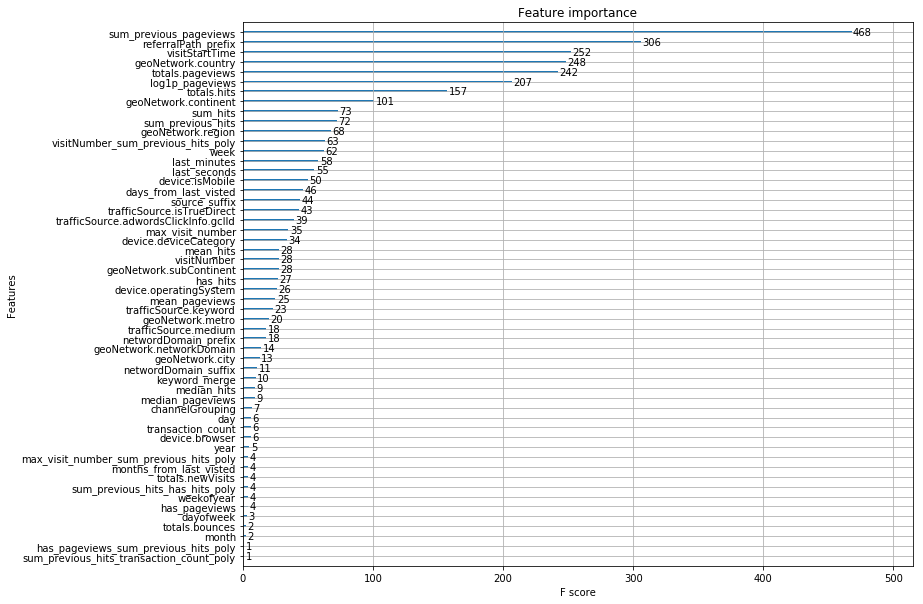 Feature importance
Features
sum_previous_pageviews 468
referralPath_prefix 306
visitStartTime 252
geoNetwork.country 248
totals.pageviews 242
log1p_pageviews 207
totals.hits 157
geoNetwork.continent 101
sum_hits 73
sum_previous_hits 72
geoNetwork.region 68
visitNumber_sum_previous_hits_poly 63
week 62
last_minutes 58
last_seconds 55
device.isMobile 50
days_from_last_visted 46
source_suffix 44
trafficSource.isTrueDirect 43
trafficSource.adwordsClickInfo.gclId 39
max_visit_number 35
device.deviceCategory 34
mean_hits 28
visitNumber 28
geoNetwork.subContinent 28
has_hits 27
device.operatingSystem 26
mean_pageviews 25
trafficSource.keyword 23
geoNetwork.metro 20
trafficSource.medium 18
networdDomain_prefix 18
geoNetwork.networkDomain 14
geoNetwork.city 13
networdDomain_suffix 11
keyword_merge 10
median_hits 9
median_pageviews 9
channelGrouping 7
day 6
transaction_count 6
device.browser 6
year 5
max_visit_number_sum_previous_hits_poly 4
months_from_last_visted 4
totals.newVisits 4
sum_previous_hits_has_hits_poly 4
weekofyear 4
has_pageviews 4
dayofweek 3
totals.bounces 2
month 2
has_pageviews_sum_previous_hits_poly 1
sum_previous_hits_transaction_count_poly 1
0 100 200 300 400 500
F score